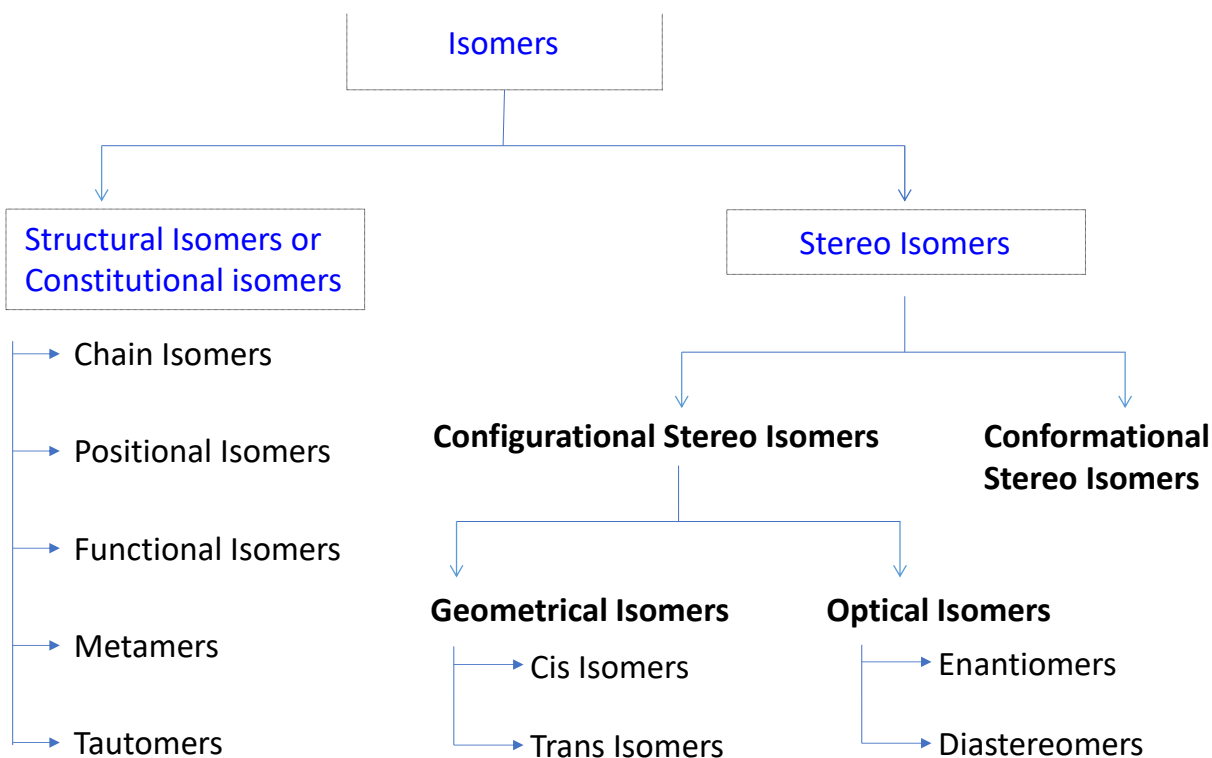 Isomers
Structural Isomers or
Constitutional isomers
Stereo Isomers
Chain Isomers
Positional Isomers
Functional Isomers
Metamers
Tautomers
Configurational Stereo Isomers
Conformational
Stereo Isomers
Geometrical Isomers
Cis Isomers
Trans Isomers
Optical Isomers
Enantiomers
Diastereomers